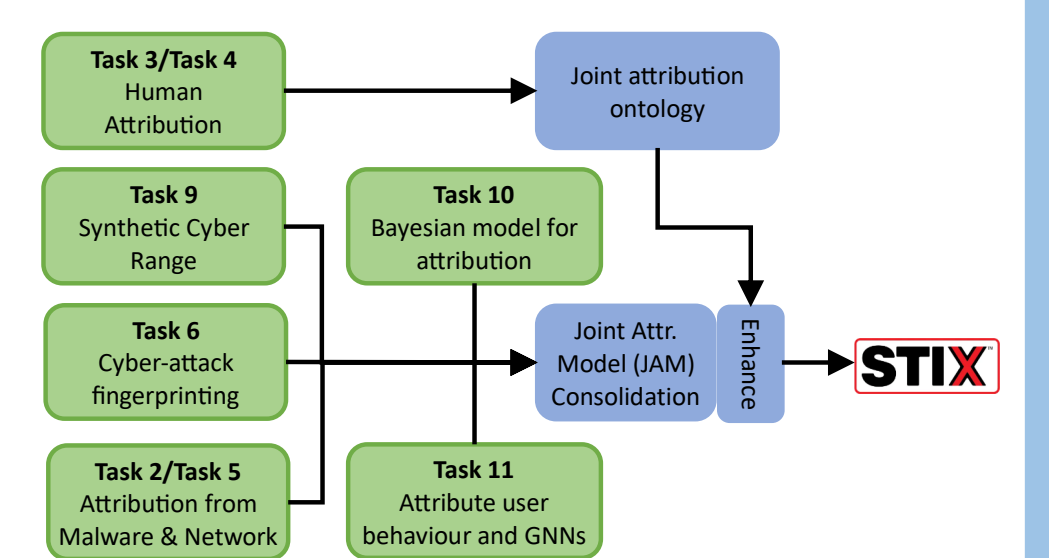 Task 3/Task 4
Human
Attribution
Joint attribution
ontology
Task 9
Synthetic Cyber
Range
Task 10
Bayesian model for
attribution
Task 6
Cyber-attack
fingerprinting
Joint Attr.
Model (JAM)
Consolidation
Enhance
STIX™
Task 2/Task 5
Attribution from
Malware & Network
Task 11
Attribute user
behaviour and GNNs